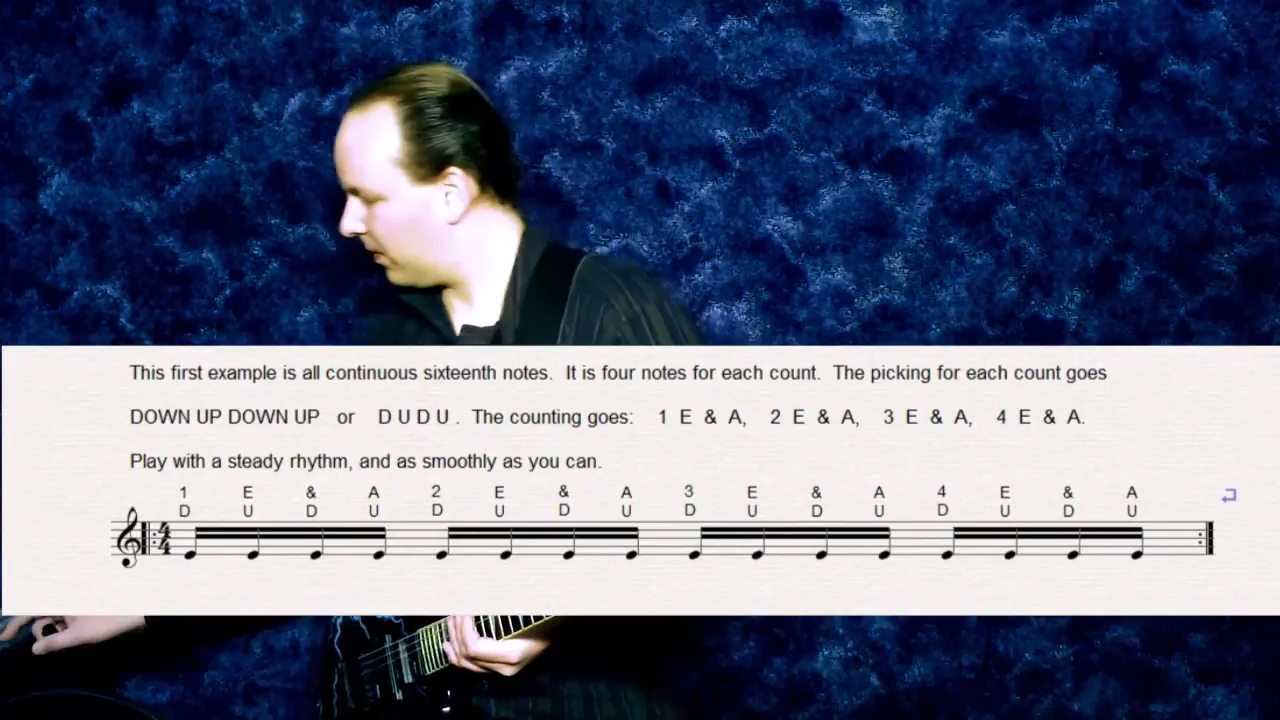 This first example is all continuous sixteenth notes. It is four notes for each count. The picking for each count goes
DOWN UP DOWN UP or D U D U . The counting goes: 1 E & A, 2 E & A, 3 E & A, 4 E & A.
Play with a steady rhythm, and as smoothly as you can.
1 E & A 2 E & A 3 E & A 4 E & A
D U D U D U D U D U D U D U D U
4
4